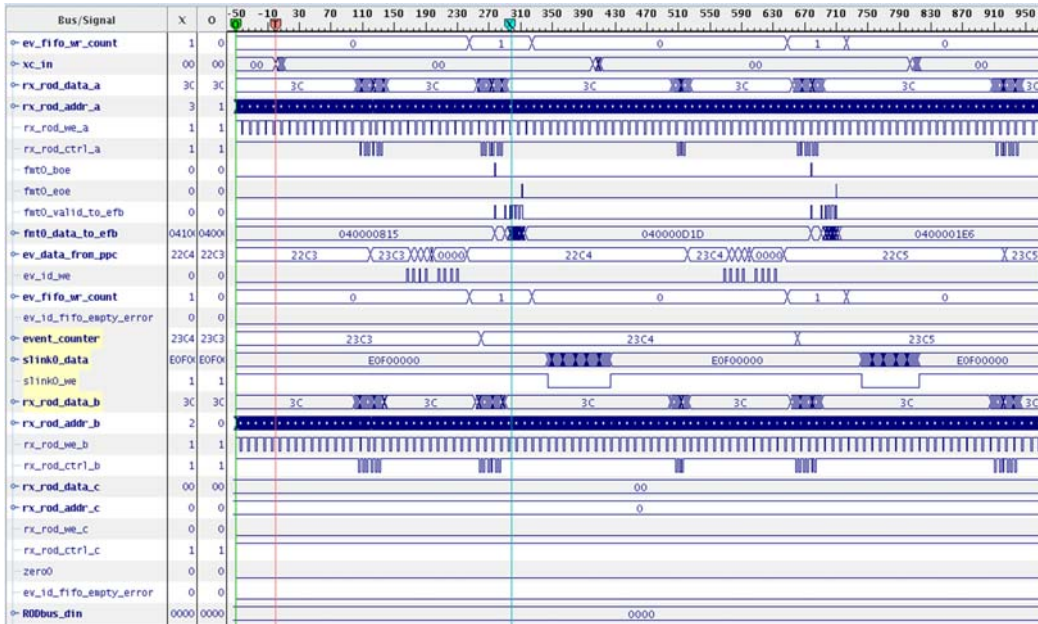 Bus/Signal X O -50 -10 30 70 110 150 190 230 270 310 350 390 430 470 510 550 590 630 670 710 750 790 830 870 910 950
ev_fifo_wr_count 1 0 0 1 0 1 0
xc_in 00 00 00 00 00 00
rx_rod_data_a 3C 3C 3C 3C 3C 3C 3C 3C
rx_rod_addr_a 3 1
rx_rod_we_a 1 1
rx_rod_ctrl_a 1 1
fmt0_boe 0 0
fmt0_eoe 0 0
fmt0_valid_to_efb 0 0
fmt0_data_to_efb 040000815 040000D1D 0400001E6
ev_data_from_ppc 22C4 22C3 22C3 23C3 0000 22C4 23C4 0000 22C5 23C5
ev_id_we 0 0
ev_fifo_wr_count 1 0 0 1 0 1 0
ev_id_fifo_empty_error 0 0
event_counter 23C4 23C3 23C3 23C4 23C5
slink0_data E0F00000 E0F00000 E0F00000
slink0_we 1 1
rx_rod_data_b 3C 3C 3C 3C 3C 3C 3C
rx_rod_addr_b 2 0
rx_rod_we_b 1 1
rx_rod_ctrl_b 1 1
rx_rod_data_c 00 00 00
rx_rod_addr_c 0 0 0
rx_rod_we_c 0 0
rx_rod_ctrl_c 1 1
zero0 0 0
ev_id_fifo_empty_error 0 0
RODbus_din 0000 0000 0000